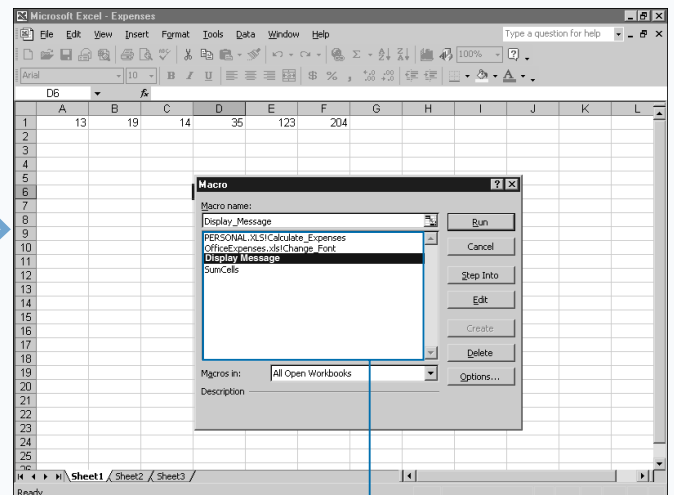 Microsoft Excel - Expenses
File Edit View Insert Format Tools Data Window Help Type a question for help
100%
Arial 10 B I U $ % ,
D6 fx
A B C D E F G H I J K L
1 13 19 14 35 123 204
2
3
4
5
6
7
8
9
10
11
12
13
14
15
16
17
18
19
20
21
22
23
24
25
26
Macro
Macro name:
Display_Message
Run
PERSONAL.XLS!Calculate_Expenses
OfficeExpenses.xls!Change_Font
Display Message
SumCells
Cancel
Step Into
Edit
Create
Delete
Macros in: All Open Workbooks
Options...
Description
Sheet1 Sheet2 Sheet3
Ready